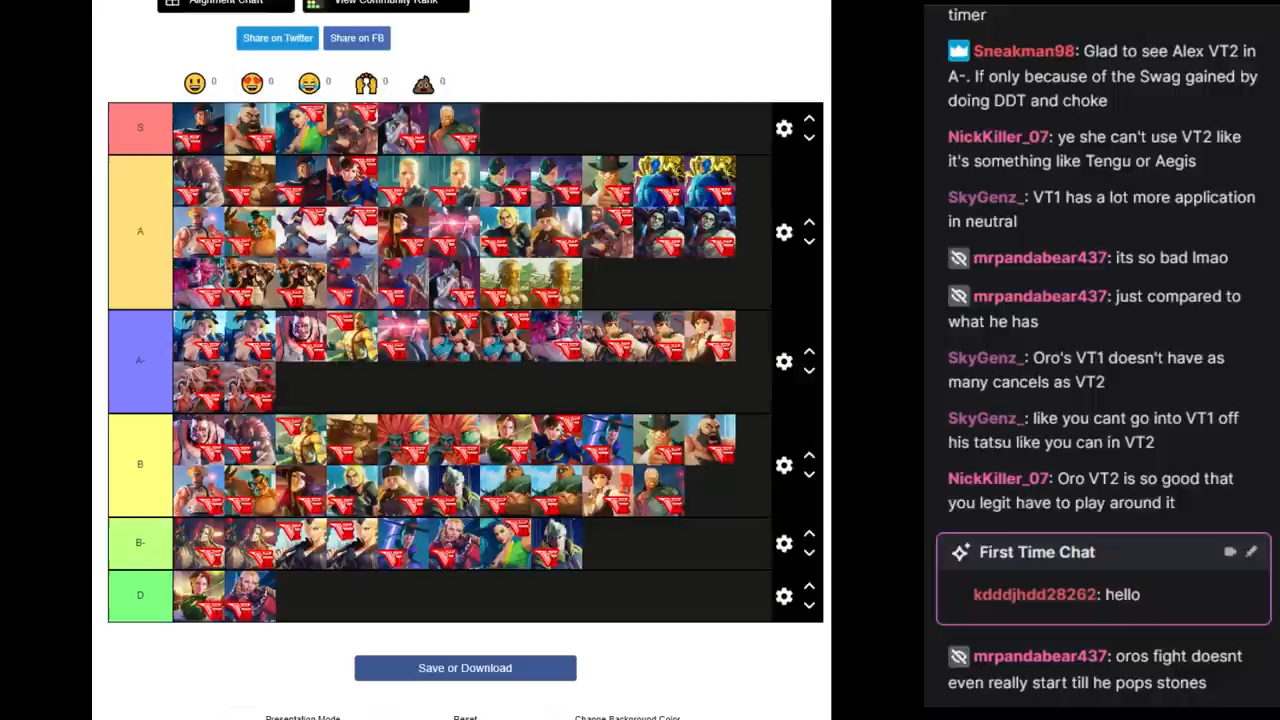 Alignment Chart
View Community Rank
Share on Twitter
Share on FB
0
0
0
0
0
S
A
A-
B
B-
D
Save or Download
Presentation Mode
Reset
Change Background Color
timer
Sneakman98: Glad to see Alex VT2 in
A-. If only because of the Swag gained by
doing DDT and choke
NickKiller_07: ye she can't use VT2 like
it's something like Tengu or Aegis
SkyGenz_: VT1 has a lot more application
in neutral
mrpandabear437: its so bad lmao
mrpandabear437: just compared to
what he has
SkyGenz_: Oro's VT1 doesn't have as
many cancels as VT2
SkyGenz_: like you cant go into VT1 off
his tatsu like you can in VT2
NickKiller_07: Oro VT2 is so good that
you legit have to play around it
First Time Chat
kdddjhdd28262: hello
mrpandabear437: oros fight doesnt
even really start till he pops stones